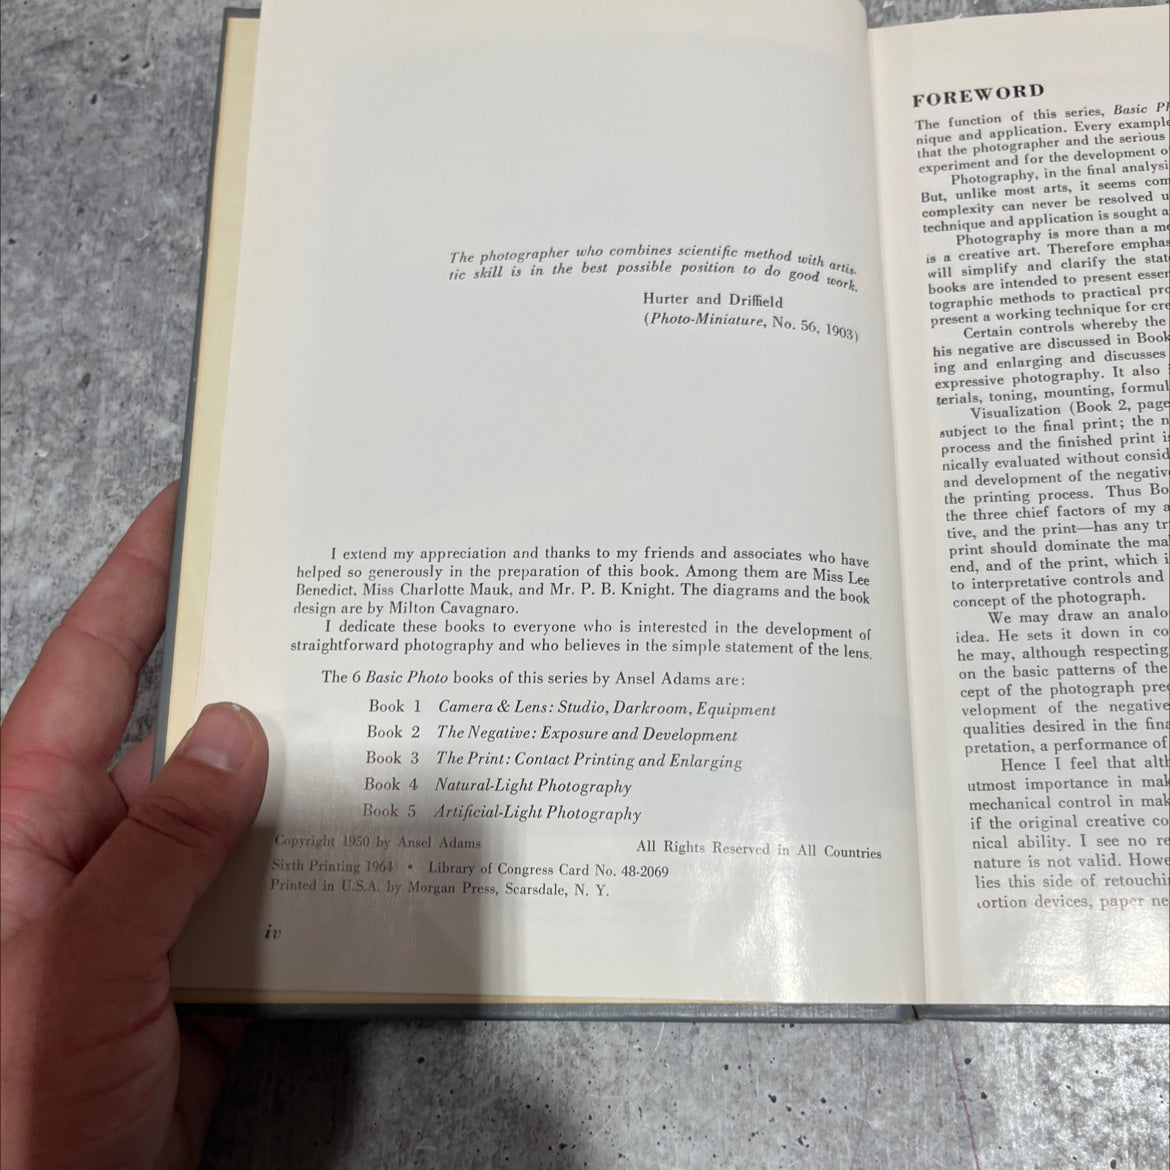 The photographer who combines scientific method with artis-
tic skill is in the best possible position to do good work.
Hurter and Driffield
(Photo-Miniature, No. 56, 1903)
I extend my appreciation and thanks to my friends and associates who have
helped so generously in the preparation of this book. Among them are Miss Lee
Benedict, Miss Charlotte Mauk, and Mr. P. B. Knight. The diagrams and the book
design are by Milton Cavagnaro.
I dedicate these books to everyone who is interested in the development of
straightforward photography and who believes in the simple statement of the lens.
The 6 Basic Photo books of this series by Ansel Adams are:
Book 1 Camera & Lens: Studio, Darkroom, Equipment
Book 2 The Negative: Exposure and Development
Book 3 The Print: Contact Printing and Enlarging
Book 4 Natural-Light Photography
Book 5 Artificial-Light Photography
Copyright 1950 by Ansel Adams All Rights Reserved in All Countries
Sixth Printing 1964 • Library of Congress Card No. 48-2069
Printed in U.S.A. by Morgan Press, Scarsdale, N. Y.
iv
FOREWORD
The function of this series, Basic
nique and application. Every example
that the photographer and the serious
experiment and for the development
Photography, in the final
But, unlike most arts, it seems
complexity can never be resolved
technique and application is sought
Photography is more than a
is a creative art. Therefore
will simplify and clarify the
books are intended to present
tographic methods to practical
present a working technique for
Certain controls whereby the
his negative are discussed in Book
ing and enlarging and discusses
expressive photography. It also
terials, toning, mounting,
Visualization (Book 2, page
subject to the final print; the
process and the finished print
nically evaluated without
and development of the
the printing process. Thus
the three chief factors of my
tive, and the print—has any
print should dominate the
end, and of the print, which
to interpretative controls and
concept of the photograph.
We may draw an
idea. He sets it down in
he may, although respecting
on the basic patterns of the
cept of the photograph
velopment of the negative
qualities desired in the
pretation, a performance of
Hence I feel that
utmost importance in
mechanical control in
if the original creative
nical ability. I see no
nature is not valid.
lies this side of
tortion devices, paper